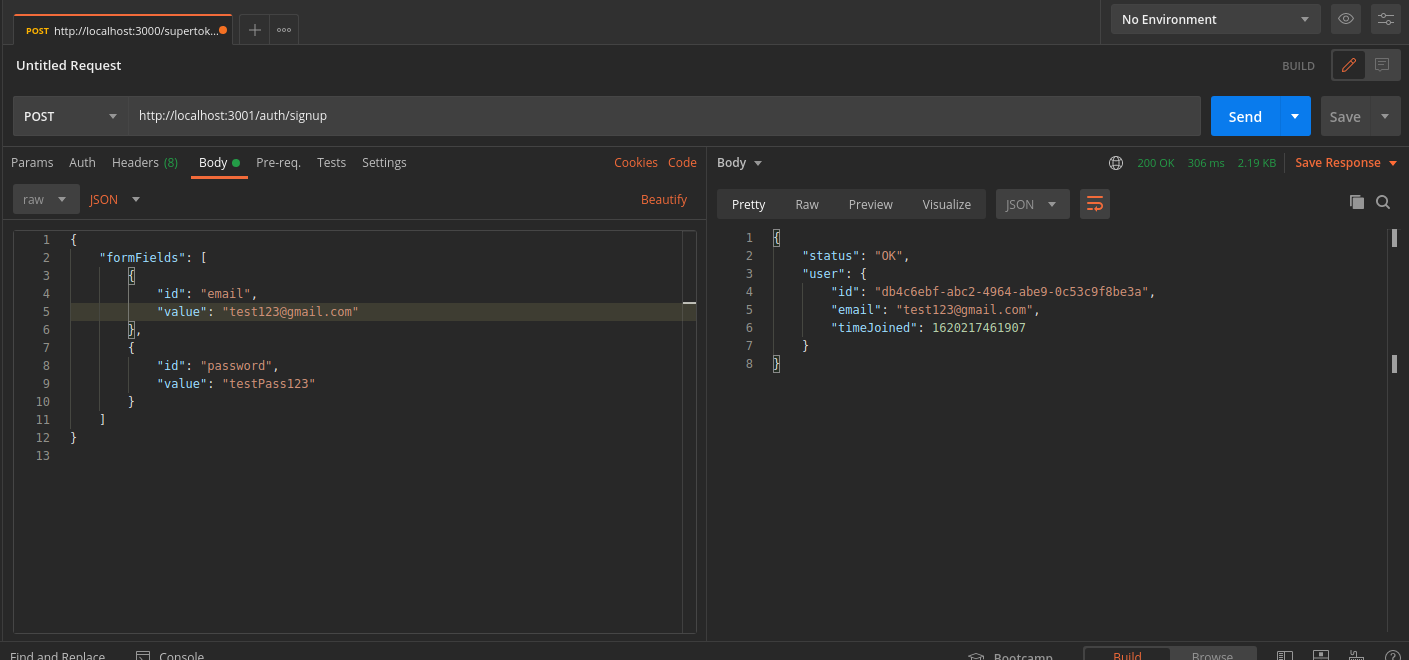 POST http://localhost:3000/supertok...
No Environment
Untitled Request
BUILD
POST
http://localhost:3001/auth/signup
Send
Save
Params Auth Headers (8) Body Pre-req. Tests Settings
Cookies Code
Body
200 OK 306 ms 2.19 KB Save Response
raw JSON Beautify
Pretty Raw Preview Visualize JSON
1 {
2 "formFields": [
3 {
4 "id": "email",
5 "value": "test123@gmail.com"
6 },
7 {
8 "id": "password",
9 "value": "testPass123"
10 }
11 ]
12 }
13
1 {
2 "status": "OK",
3 "user": {
4 "id": "db4c6ebf-abc2-4964-abe9-0c53c9f8be3a",
5 "email": "test123@gmail.com",
6 "timeJoined": 1620217461907
7 }
8 }
Find and Replace Console
Bootcamp Build Browse